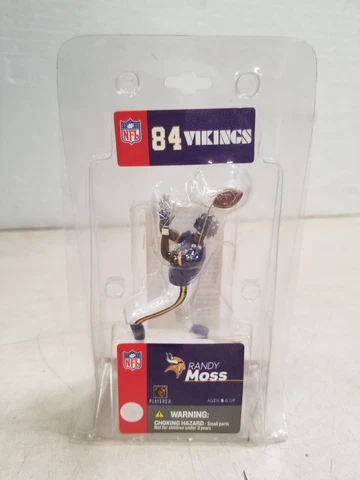 NFL
84 VIKINGS
NFL
RANDY
MOSS
PLAYERS
AGES 5 & UP
WARNING:
CHOKING HAZARD - Small parts
Not for children under 3 years